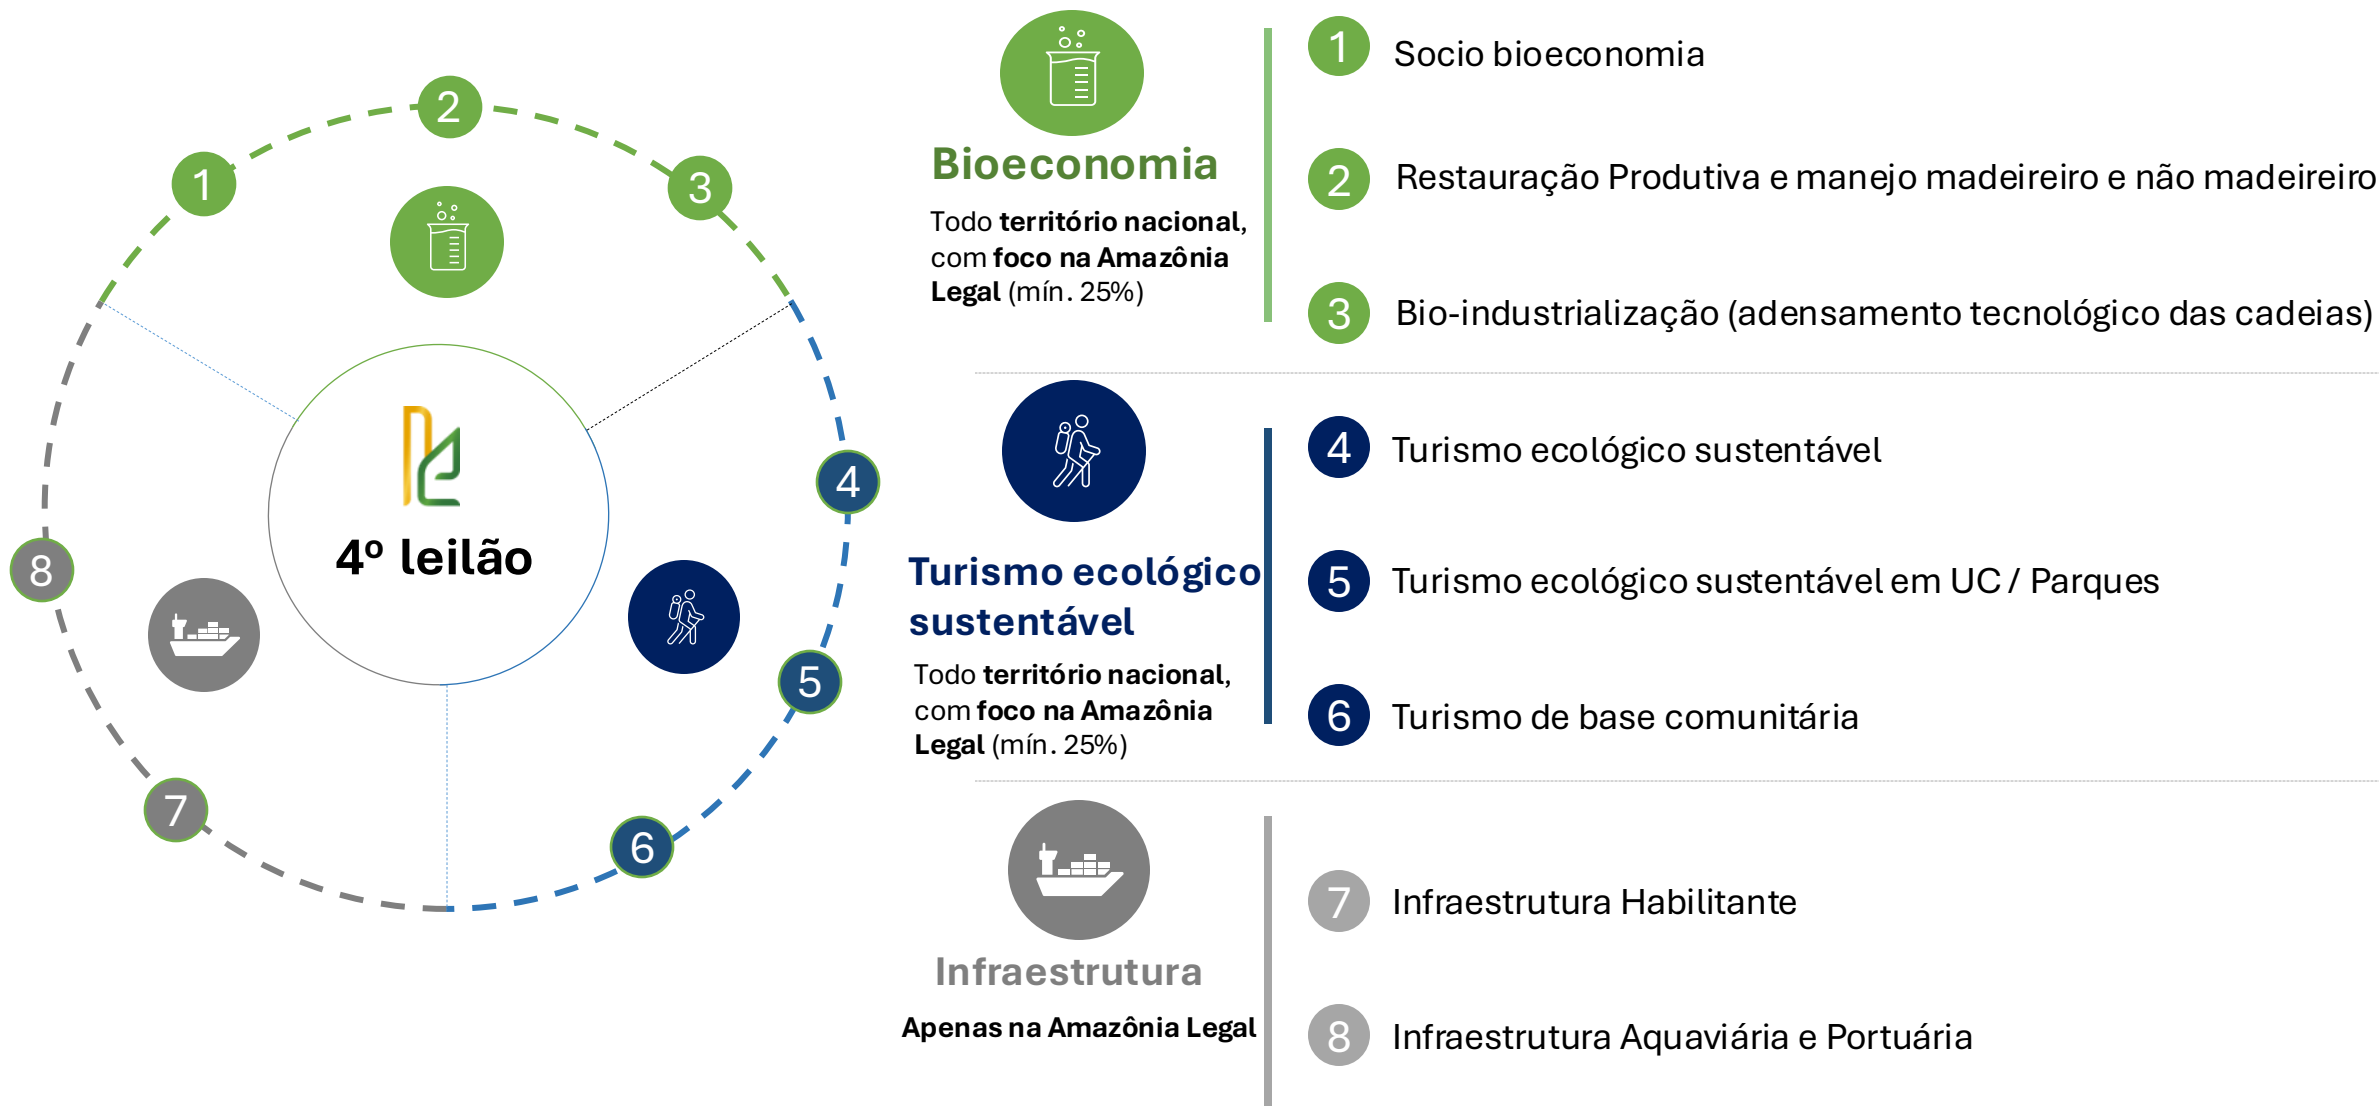 1
2
3
4
5
6
7
8
4º leilão
Bioeconomia
Todo território nacional,
com foco na Amazônia
Legal (mín. 25%)
1 Socio bioeconomia
2 Restauração Produtiva e manejo madeireiro e não madeireiro
3 Bio-industrialização (adensamento tecnológico das cadeias)
Turismo ecológico
sustentável
Todo território nacional,
com foco na Amazônia
Legal (mín. 25%)
4 Turismo ecológico sustentável
5 Turismo ecológico sustentável em UC / Parques
6 Turismo de base comunitária
Infraestrutura
Apenas na Amazônia Legal
7 Infraestrutura Habilitante
8 Infraestrutura Aquaviária e Portuária